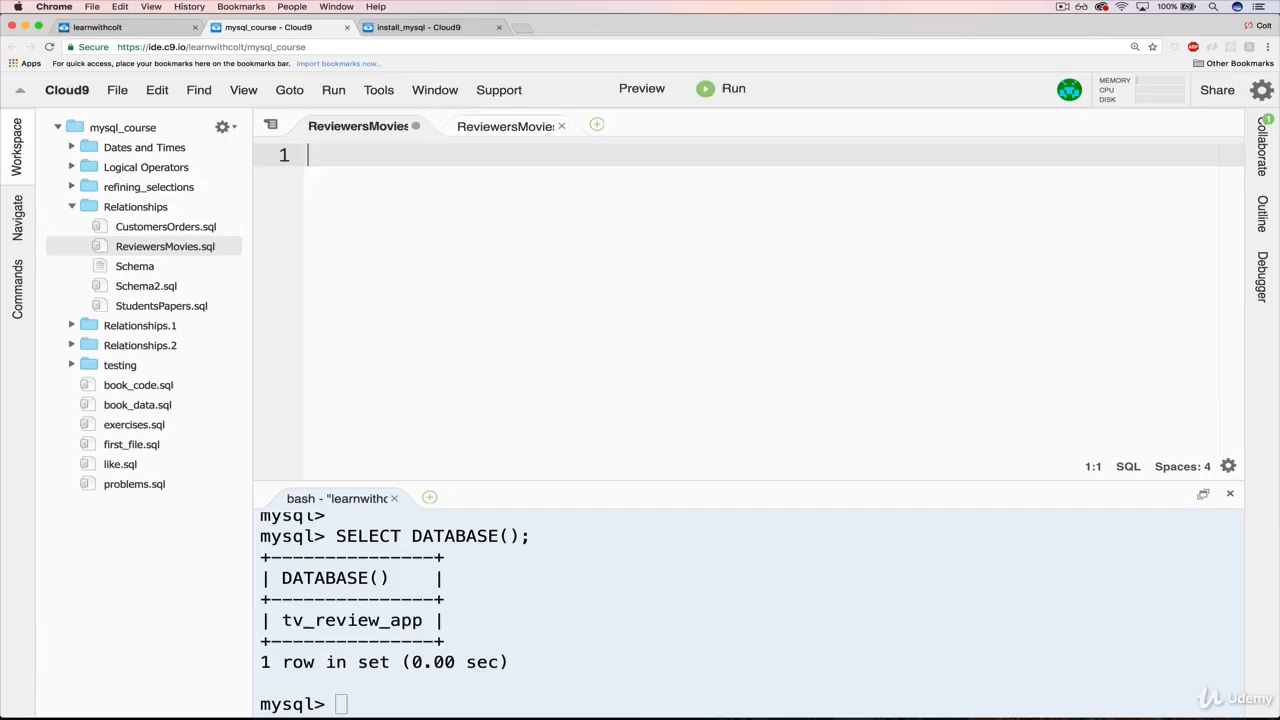 Chrome File Edit View History Bookmarks People Window Help 100%
learnwithcolt × mysql_course - Cloud9 × install_mysql - Cloud9 × Colt
Secure https://ide.c9.io/learnwithcolt/mysql_course ABP
Apps For quick access, place your bookmarks here on the bookmarks bar. Import bookmarks now... Other Bookmarks
Cloud9 File Edit Find View Goto Run Tools Window Support Preview Run MEMORY CPU DISK Share
Workspace
Navigate
Commands
mysql_course
Dates and Times
Logical Operators
refining_selections
Relationships
CustomersOrders.sql
ReviewersMovies.sql
Schema
Schema2.sql
StudentsPapers.sql
Relationships.1
Relationships.2
testing
book_code.sql
book_data.sql
exercises.sql
first_file.sql
like.sql
problems.sql
ReviewersMovies ReviewersMovies ×
1
1:1 SQL Spaces: 4
Collaborate 1
Outline
Debugger
bash - "learnwithc ×
mysql>
mysql> SELECT DATABASE();
+---------------+
| DATABASE()    |
+---------------+
| tv_review_app |
+---------------+
1 row in set (0.00 sec)
mysql>
Udemy